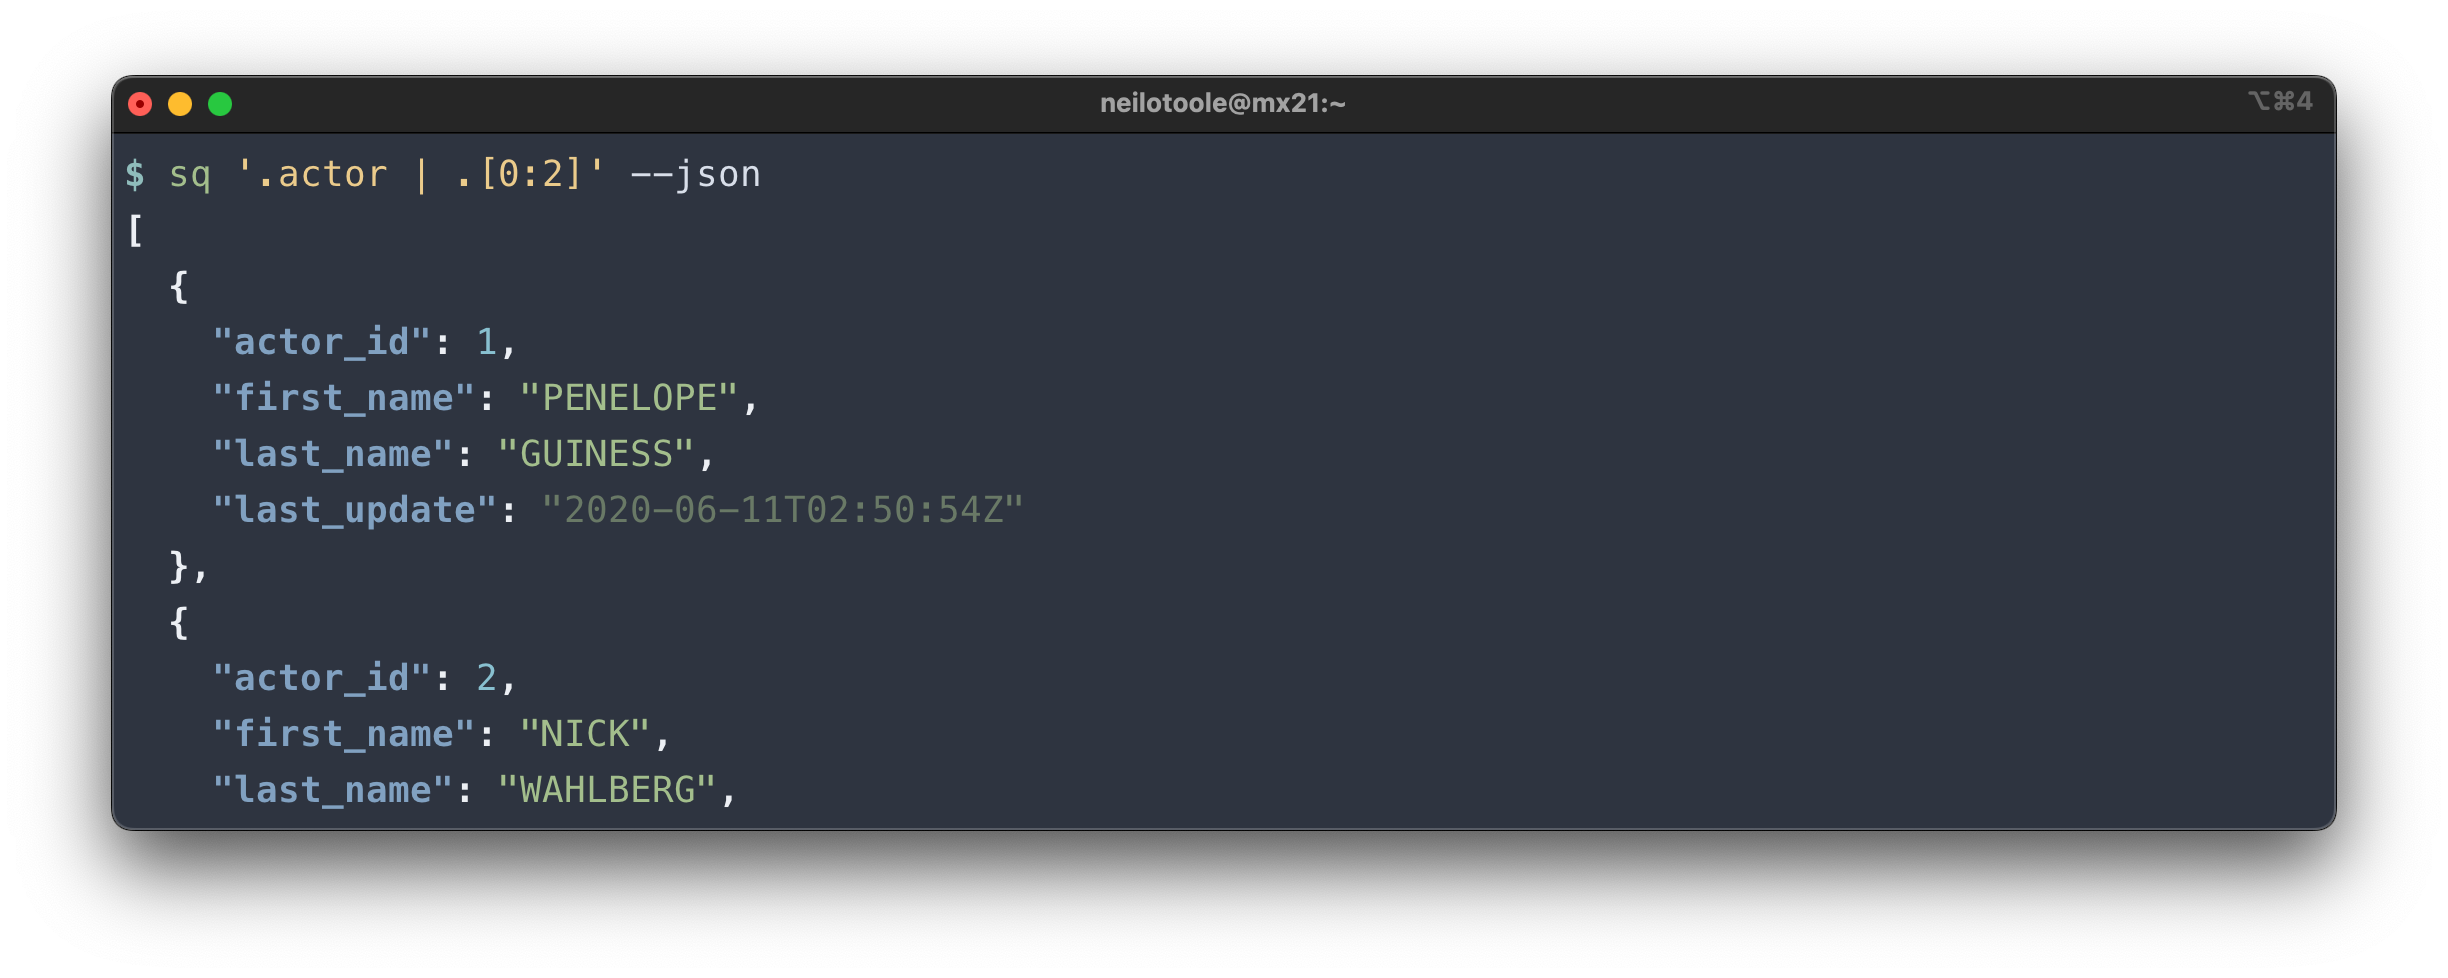 neilotoole@mx21:~ ⌥⌘4
$ sq '.actor | .[0:2]' --json
[
  {
    "actor_id": 1,
    "first_name": "PENELOPE",
    "last_name": "GUINESS",
    "last_update": "2020-06-11T02:50:54Z"
  },
  {
    "actor_id": 2,
    "first_name": "NICK",
    "last_name": "WAHLBERG",